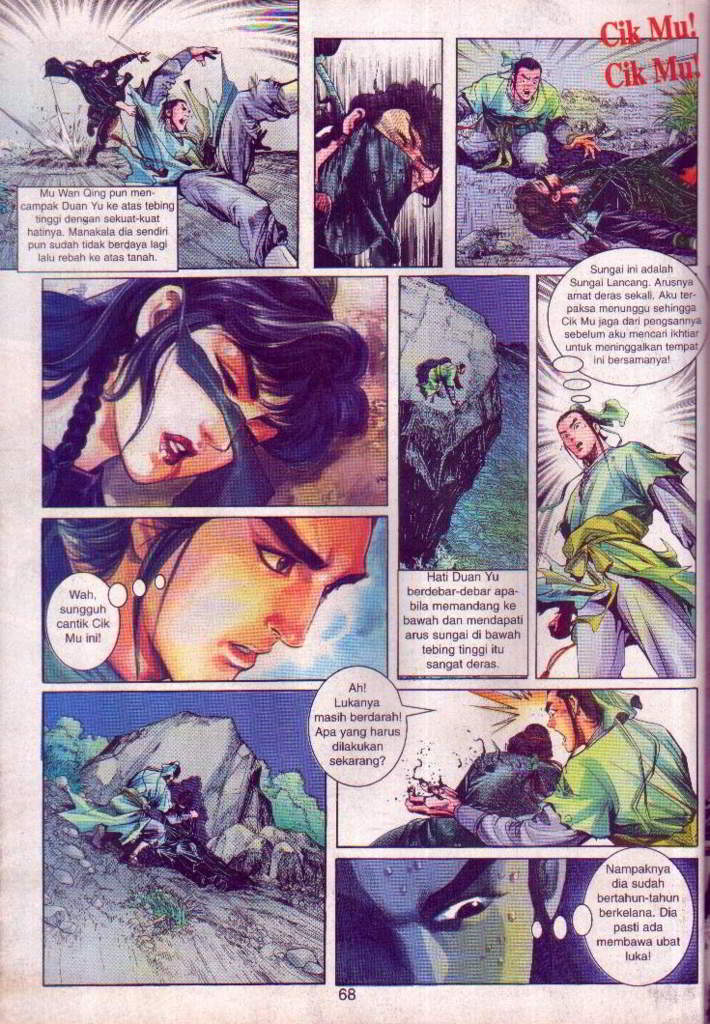 Cik Mu!
Cik Mu!
Mu Wan Qing pun men-
campak Duan Yu ke atas tebing
tinggi dengan sekuat-kuat
hatinya. Manakala dia sendiri
pun sudah tidak berdaya lagi
lalu rebah ke atas tanah.
Sungai ini adalah
Sungai Lancang. Arusnya
amat deras sekali. Aku ter-
paksa menunggu sehingga
Cik Mu jaga dari pengsannya
sebelum aku mencari ikhtiar
untuk meninggalkan tempat
ini bersamanya!
Hati Duan Yu
berdebar-debar apa-
bila memandang ke
bawah dan mendapati
arus sungai di bawah
tebing tinggi itu
sangat deras.
Wah,
sungguh
cantik Cik
Mu ini!
Ah!
Lukanya
masih berdarah!
Apa yang harus
dilakukan
sekarang?
Nampaknya
dia sudah
bertahun-tahun
berkelana. Dia
pasti ada
membawa ubat
luka!
68